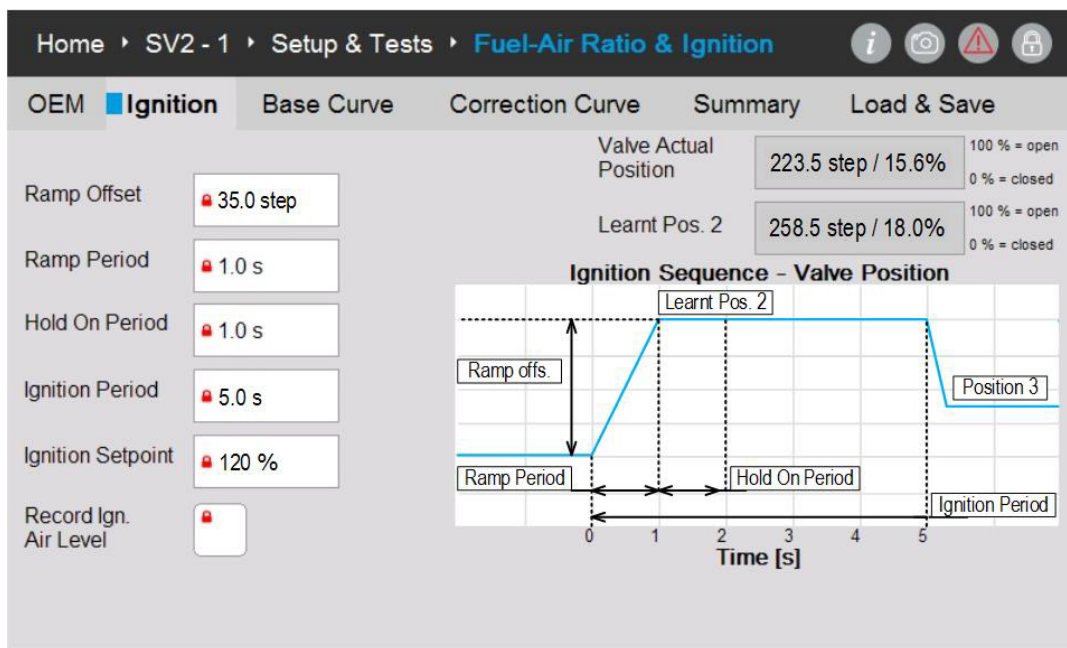 Home ‣ SV2 - 1 ‣ Setup & Tests ‣ Fuel-Air Ratio & Ignition
OEM Ignition Base Curve Correction Curve Summary Load & Save
Valve Actual
Position
223.5 step / 15.6%
100 % = open
0 % = closed
Ramp Offset
35.0 step
Learnt Pos. 2
258.5 step / 18.0%
100 % = open
0 % = closed
Ramp Period
1.0 s
Hold On Period
1.0 s
Ignition Period
5.0 s
Ignition Setpoint
120 %
Record Ign.
Air Level
Ignition Sequence - Valve Position
Learnt Pos. 2
Ramp offs.
Position 3
Ramp Period
Hold On Period
Ignition Period
0 1 2 3 4 5
Time [s]